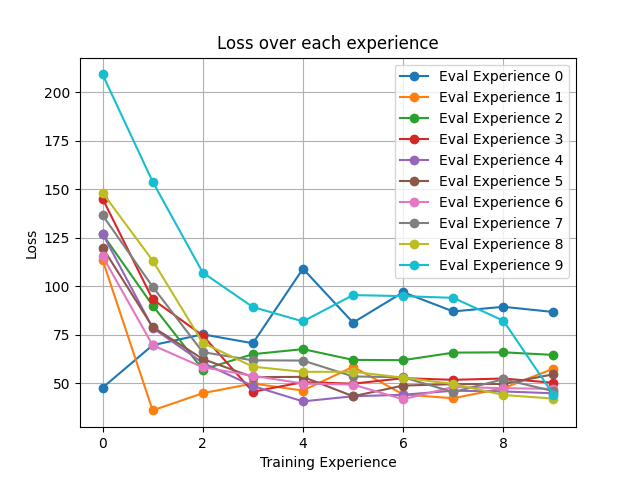 Loss over each experience
200
175
150
125
100
75
50
Loss
0
2
4
6
8
Training Experience
Eval Experience 0
Eval Experience 1
Eval Experience 2
Eval Experience 3
Eval Experience 4
Eval Experience 5
Eval Experience 6
Eval Experience 7
Eval Experience 8
Eval Experience 9